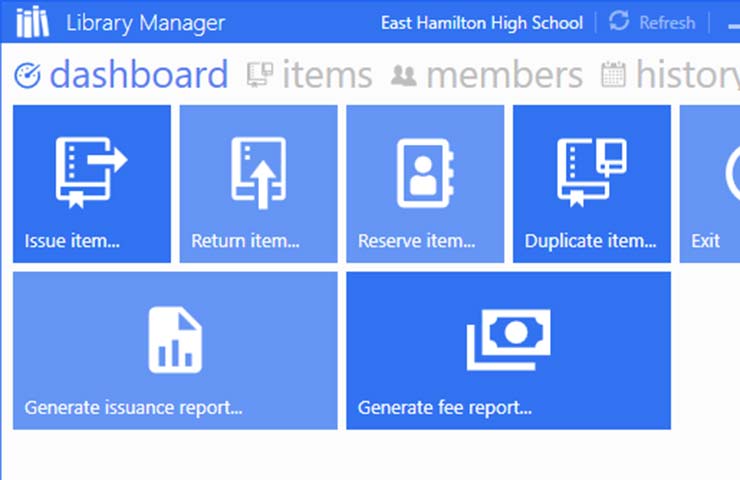 Library Manager East Hamilton High School Refresh
dashboard items members history
Issue item... Return item... Reserve item... Duplicate item... Exit
Generate issuance report... Generate fee report...